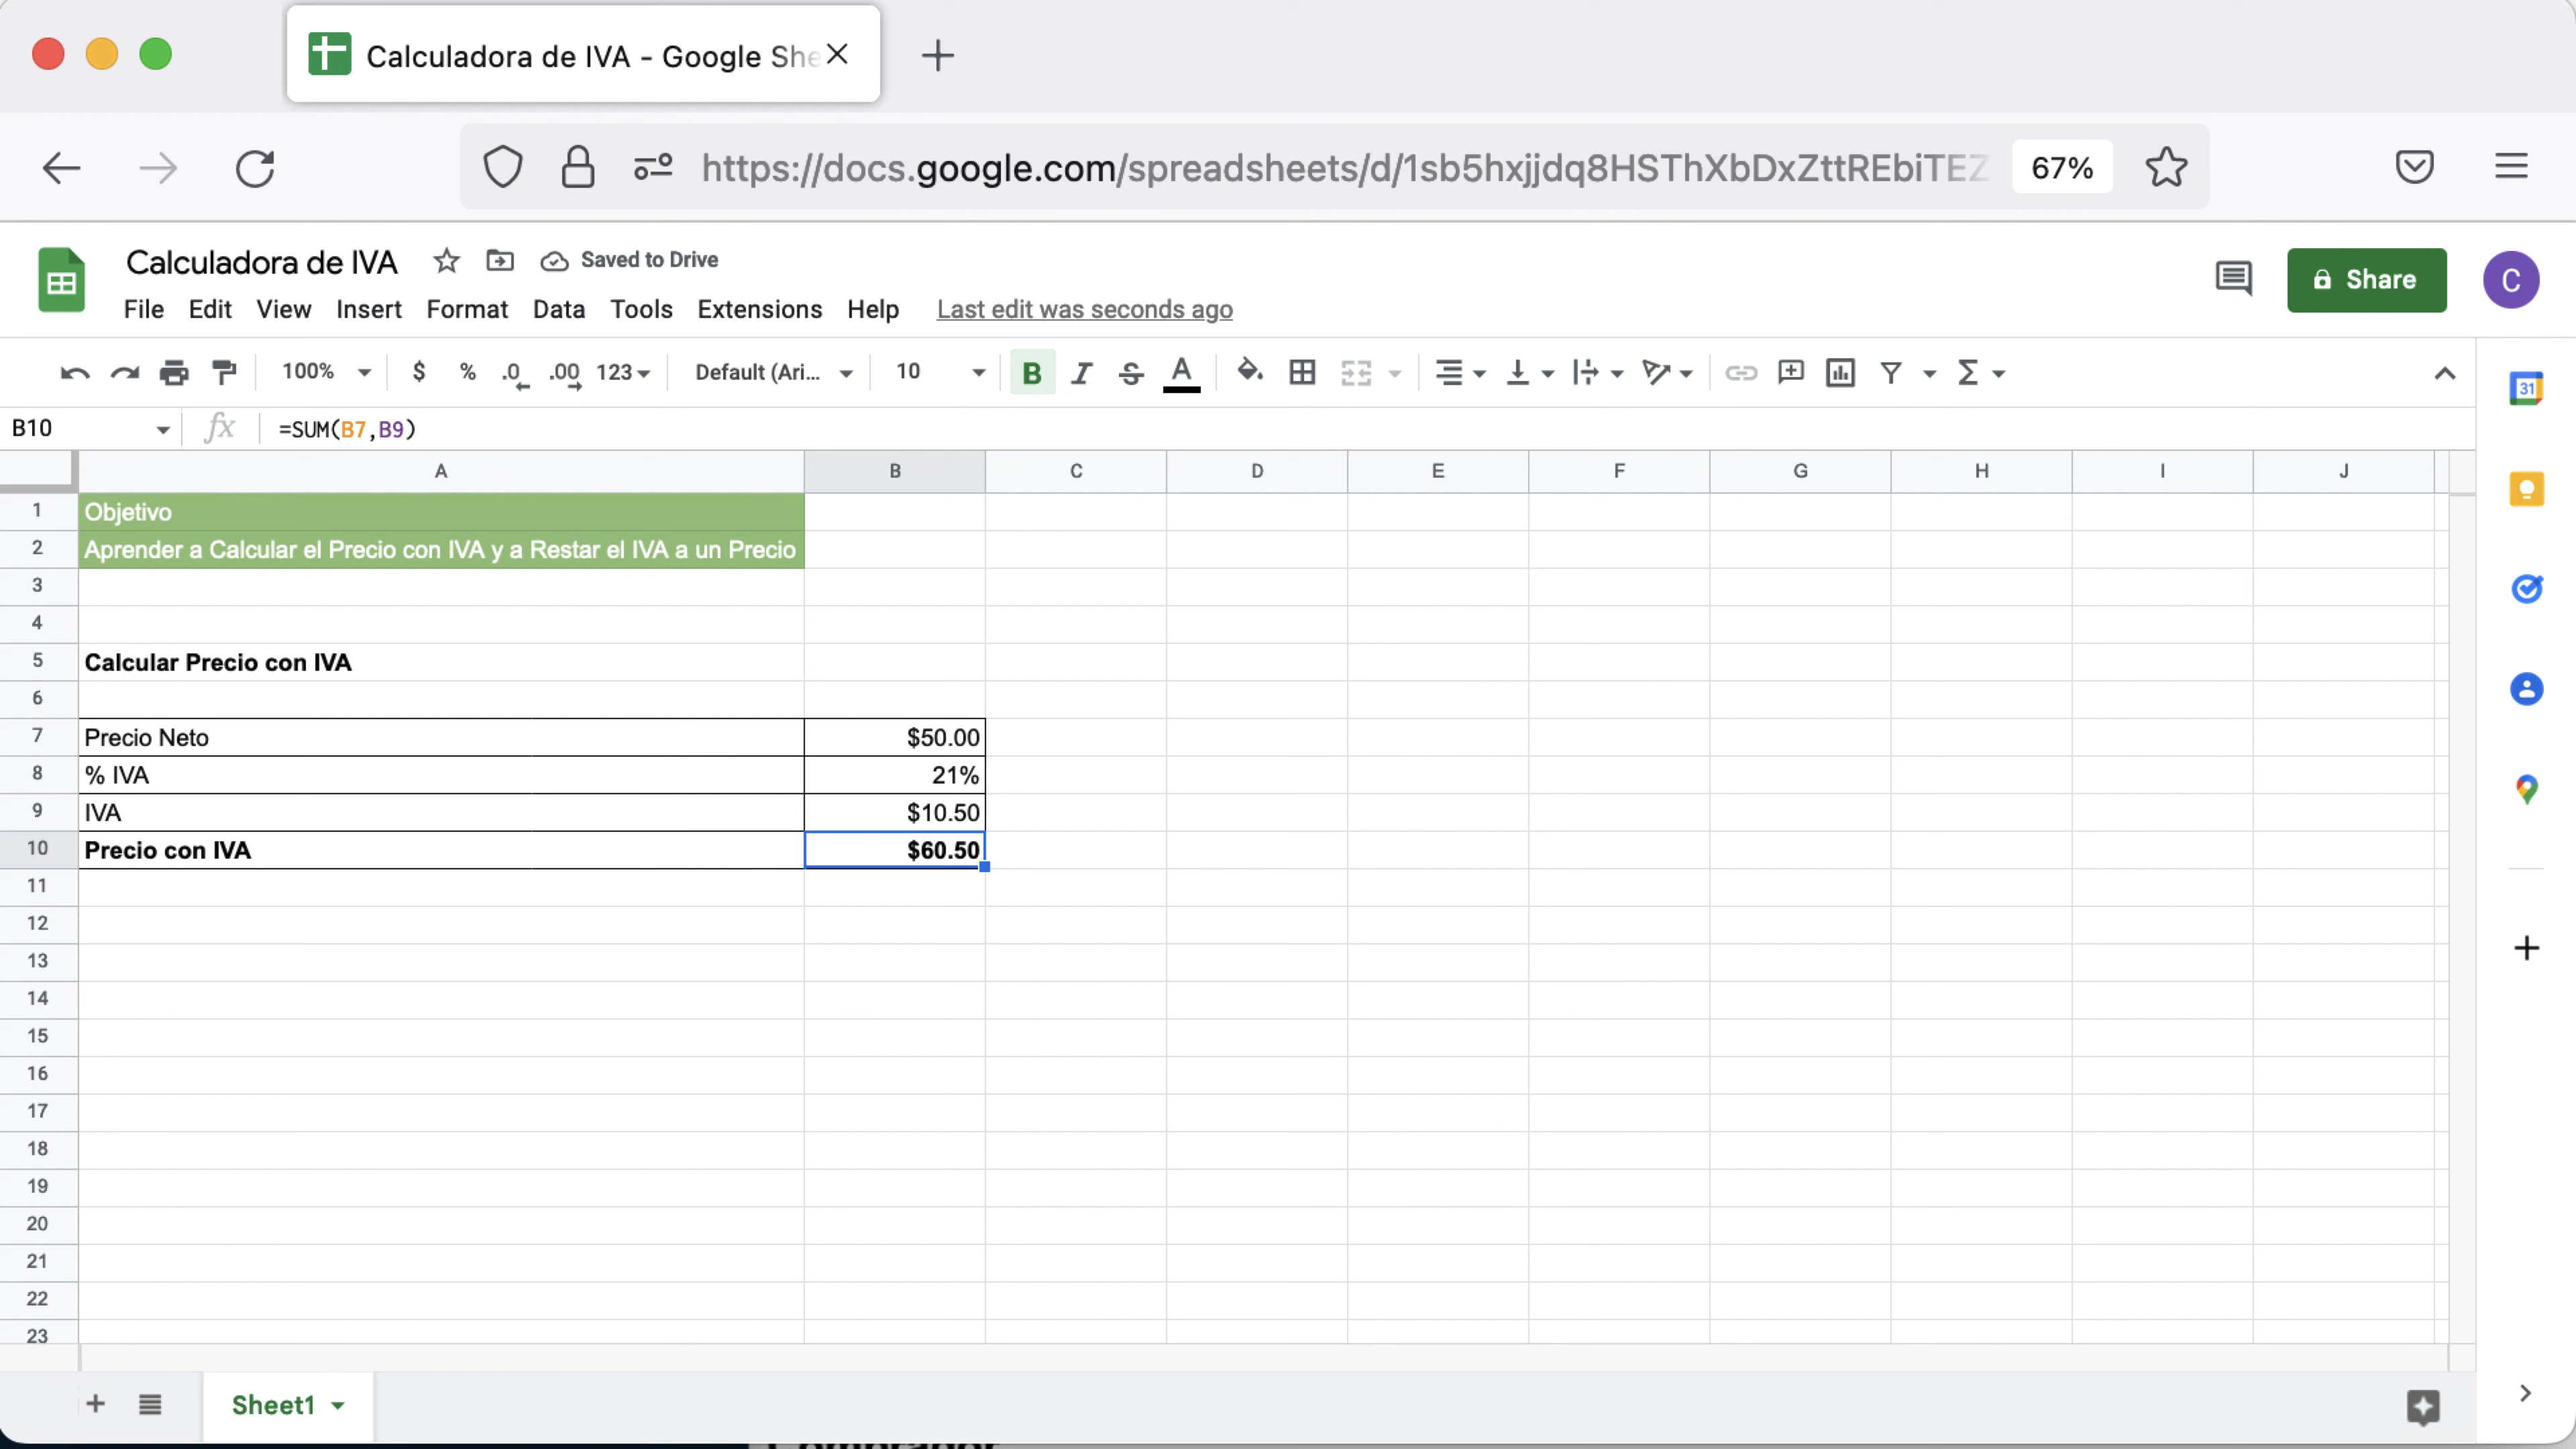 Calculadora de IVA - Google She
https://docs.google.com/spreadsheets/d/1sb5hxjjdq8HSThXbDxZttREbiTEZ
67%
Calculadora de IVA
Saved to Drive
File Edit View Insert Format Data Tools Extensions Help Last edit was seconds ago
Share
C
100% $ % .0 .00 123 Default (Ari... 10 B I S A
31
B10 fx =SUM(B7,B9)
A B C D E F G H I J
1 Objetivo
2 Aprender a Calcular el Precio con IVA y a Restar el IVA a un Precio
3
4
5 Calcular Precio con IVA
6
7 Precio Neto $50.00
8 % IVA 21%
9 IVA $10.50
10 Precio con IVA $60.50
11
12
13
14
15
16
17
18
19
20
21
22
23
Sheet1